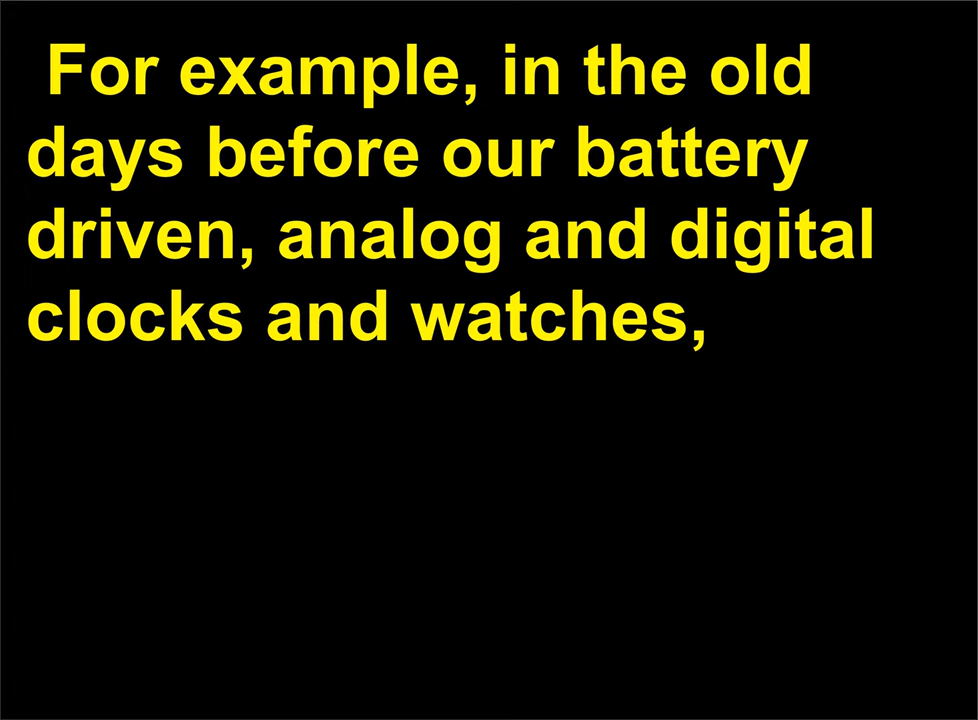 For example, in the old
days before our battery
driven, analog and digital
clocks and watches,